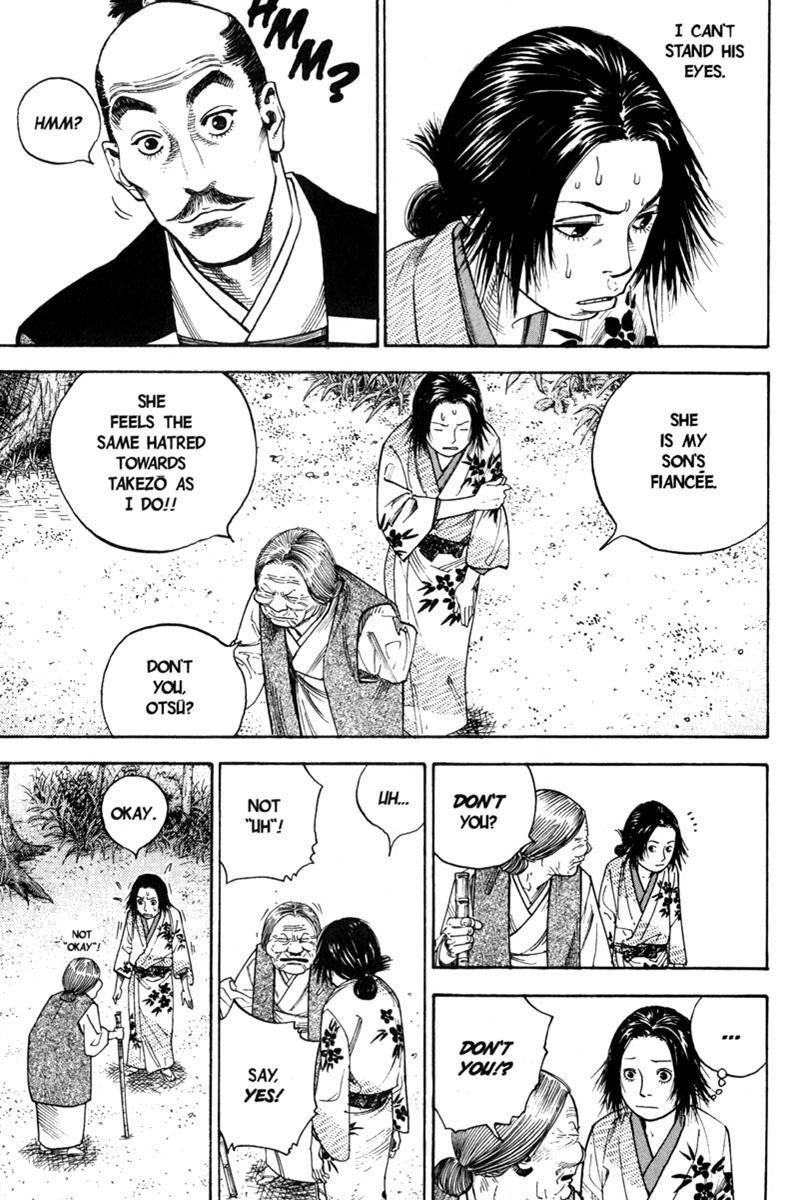 I CAN'T
STAND HIS
EYES.
HMM?
HMM?
SHE
IS MY
SON'S
FIANCÉE.
SHE
FEELS THE
SAME HATRED
TOWARDS
TAKEZŌ AS
I DO!!
DON'T
YOU,
OTSŪ?
DON'T
YOU?
...
DON'T
YOU!?
UH...
NOT
"UH"!
SAY,
YES!
OKAY.
NOT
"OKAY"!